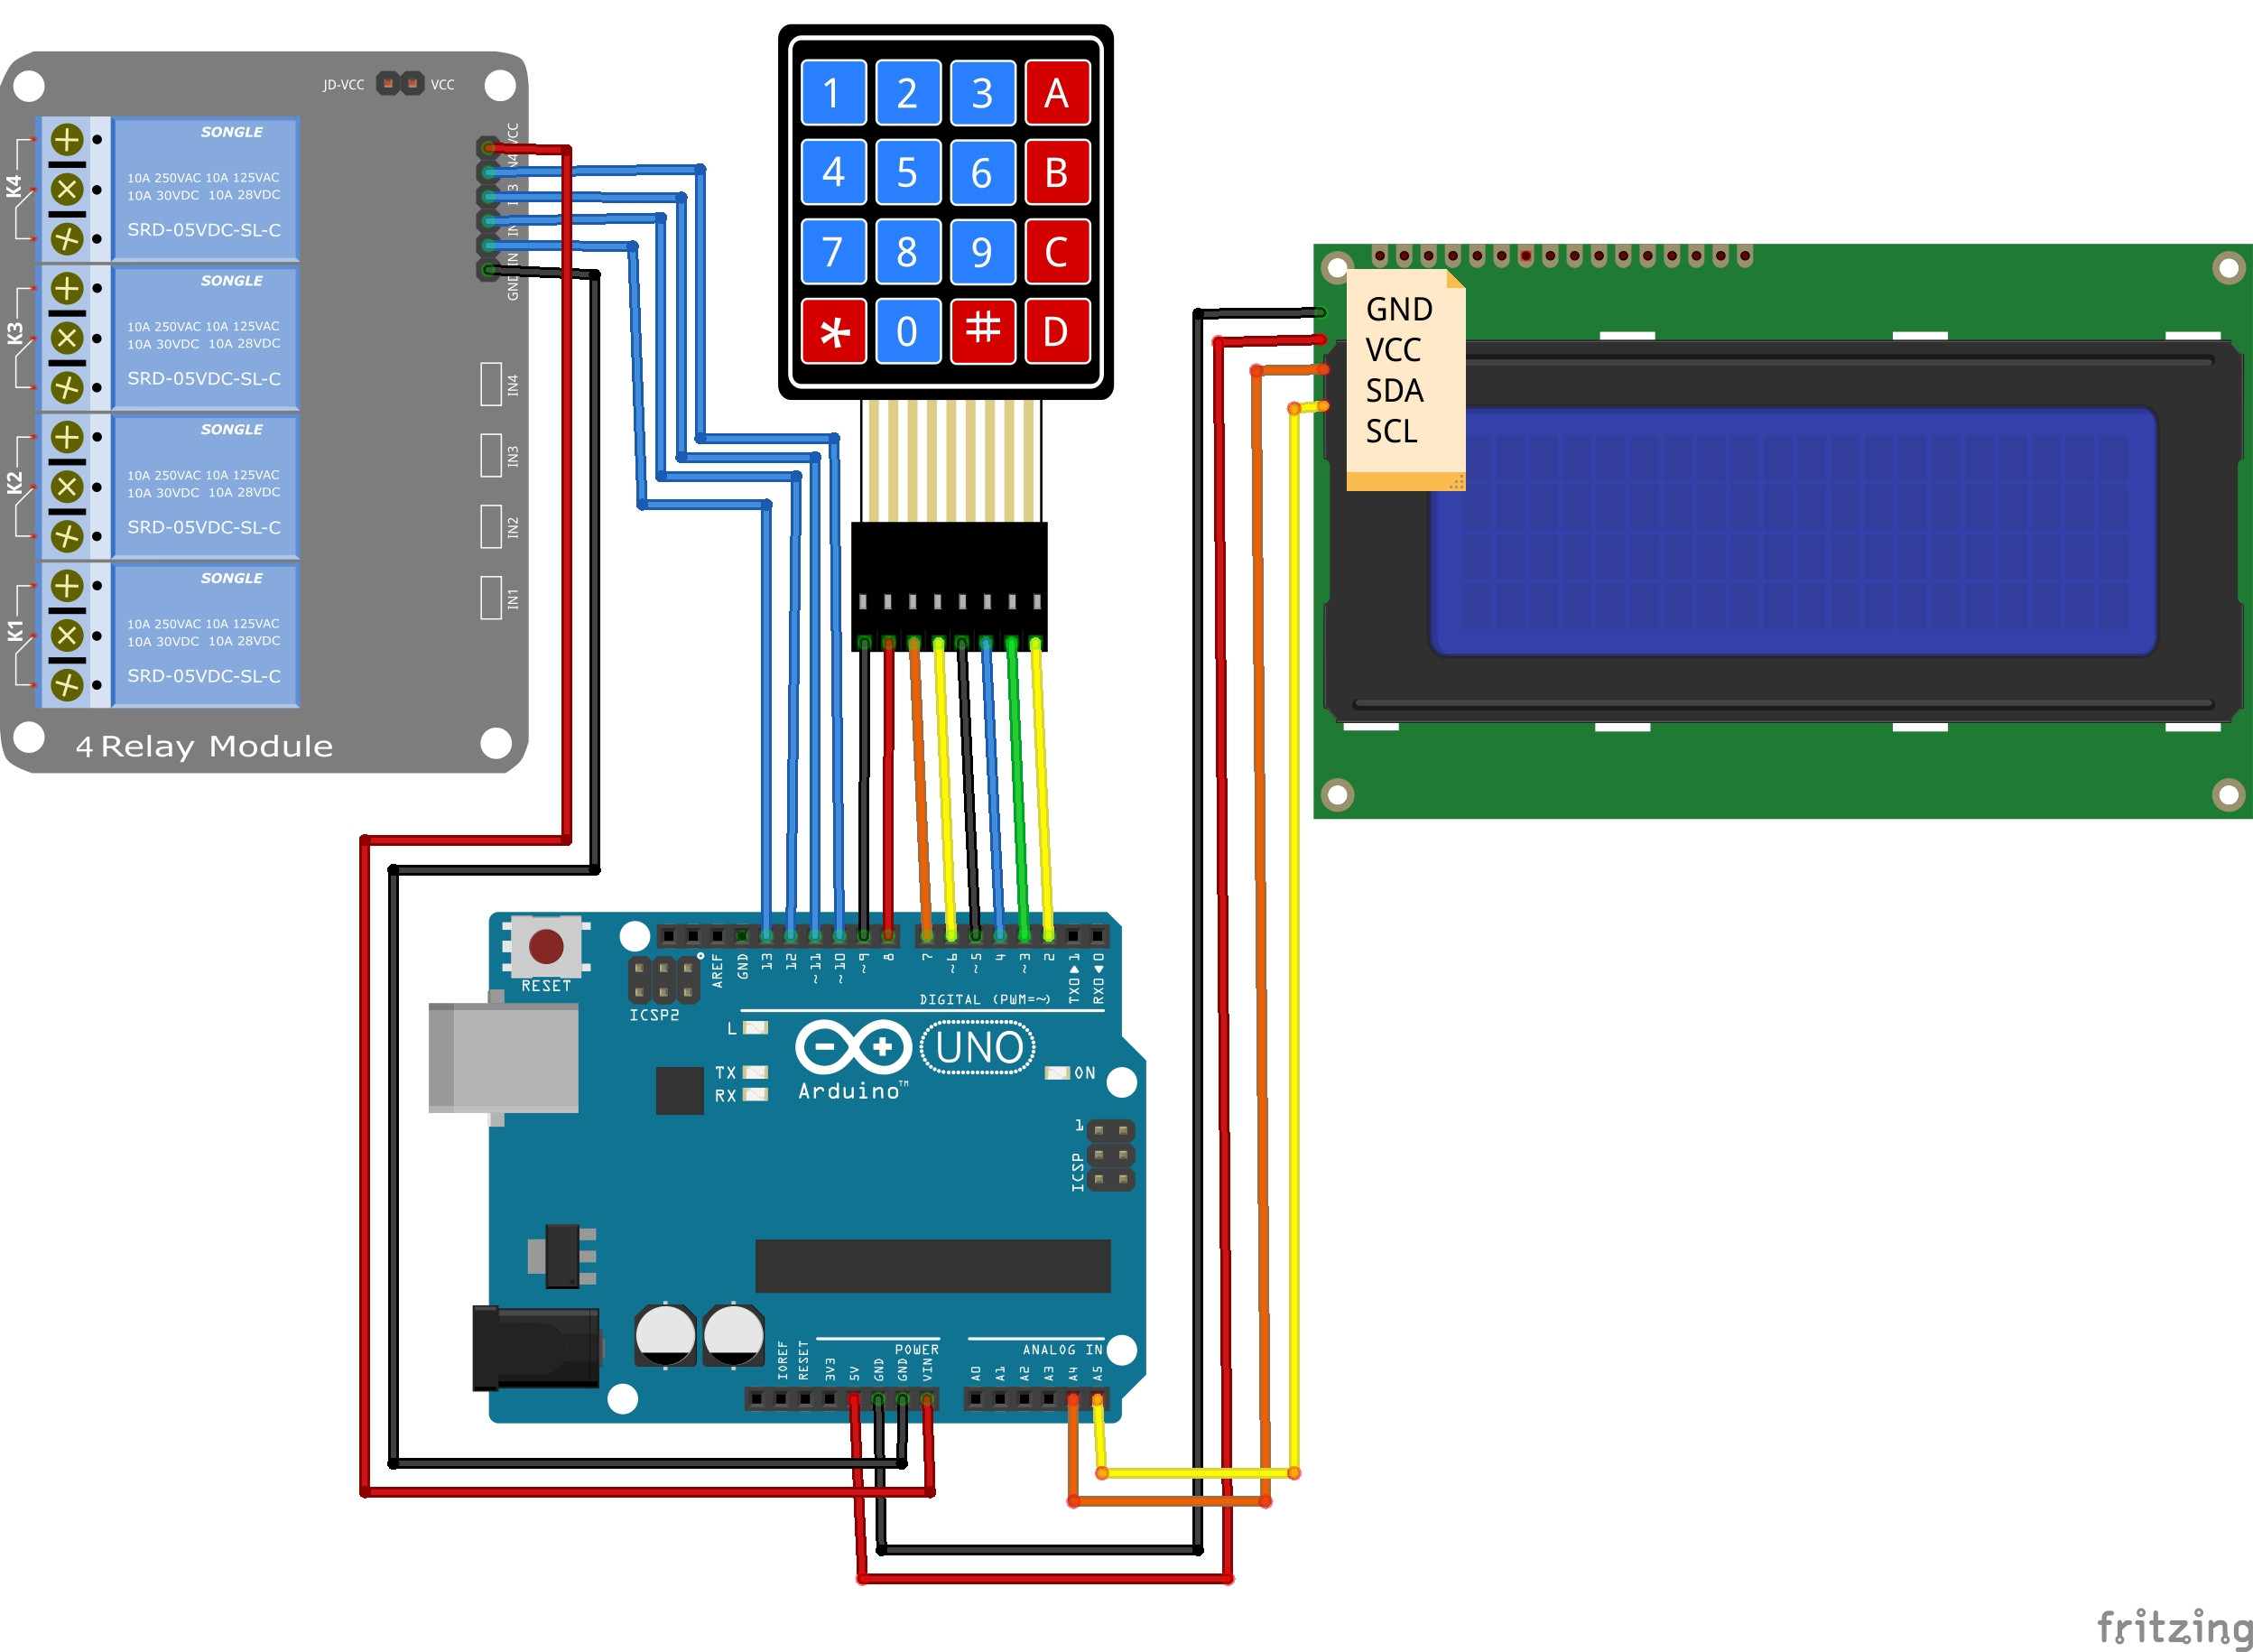 JD-VCC VCC
VCC
GND
K4
SONGLE
10A 250VAC 10A 125VAC
10A 30VDC 10A 28VDC
SRD-05VDC-SL-C
K3
SONGLE
10A 250VAC 10A 125VAC
10A 30VDC 10A 28VDC
SRD-05VDC-SL-C
K2
SONGLE
10A 250VAC 10A 125VAC
10A 30VDC 10A 28VDC
SRD-05VDC-SL-C
K1
SONGLE
10A 250VAC 10A 125VAC
10A 30VDC 10A 28VDC
SRD-05VDC-SL-C
IN4
IN3
IN2
IN1
4 Relay Module
1 2 3 A
4 5 6 B
7 8 9 C
* 0 # D
GND
VCC
SDA
SCL
RESET
ICSP2
AREF
GND
13
12
~11
~10
~9
8
7
~6
~5
4
~3
2
TX0▶1
RX0◀0
DIGITAL (PWM=~)
L
TX
RX
Arduino™
UNO
ON
1
ICSP
POWER
ANALOG IN
IOREF
RESET
3V3
5V
GND
GND
VIN
A0
A1
A2
A3
A4
A5
fritzing